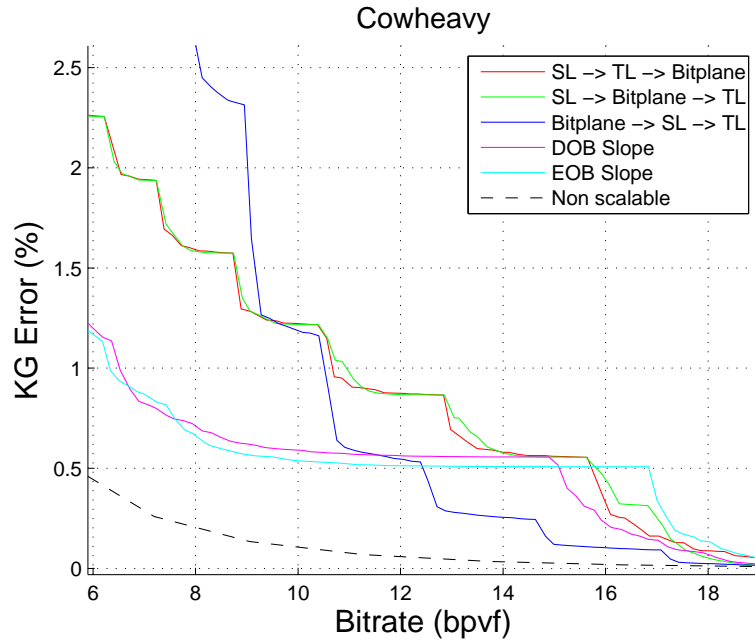 Cowheavy
2.5
2
1.5
1
0.5
0
KG Error (%)
SL −> TL −> Bitplane
SL −> Bitplane −> TL
Bitplane −> SL −> TL
DOB Slope
EOB Slope
Non scalable
6 8 10 12 14 16 18
Bitrate (bpvf)